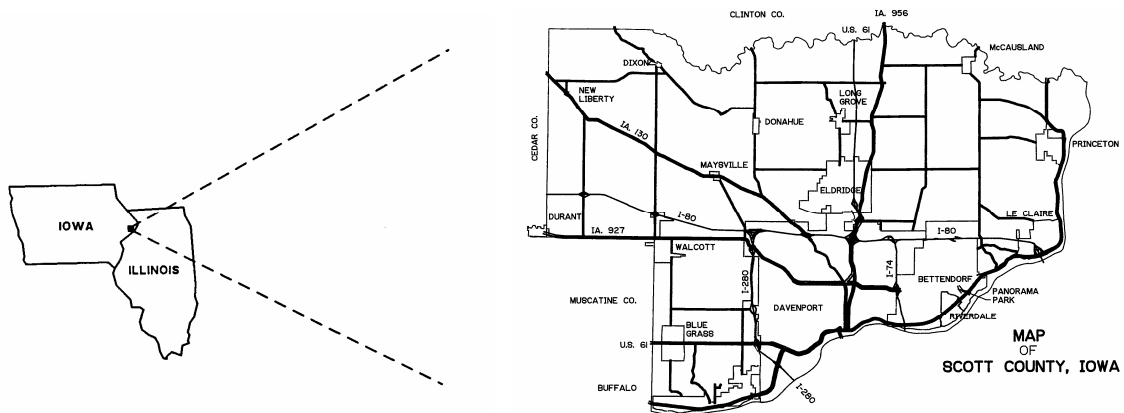 IOWA
ILLINOIS
CLINTON CO.
IA. 956
U.S. 61
McCAUSLAND
DIXON
NEW
LIBERTY
LONG
GROVE
CEDAR CO.
IA. 130
DONAHUE
PRINCETON
MAYSVILLE
ELDRIDGE
DURANT
I-80
LE CLAIRE
IA. 927
I-80
WALCOTT
I-280
I-74
BETTENDORF
PANORAMA
PARK
MUSCATINE CO.
DAVENPORT
RIVERDALE
BLUE
GRASS
U.S. 61
MAP
OF
SCOTT COUNTY, IOWA
BUFFALO
I-280